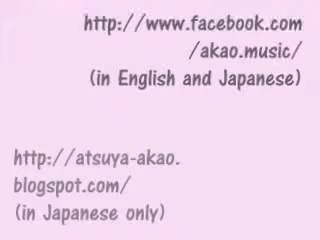 http://www.facebook.com
/akao.music/
(in English and Japanese)
http://atsuya-akao.
blogspot.com/
(in Japanese only)